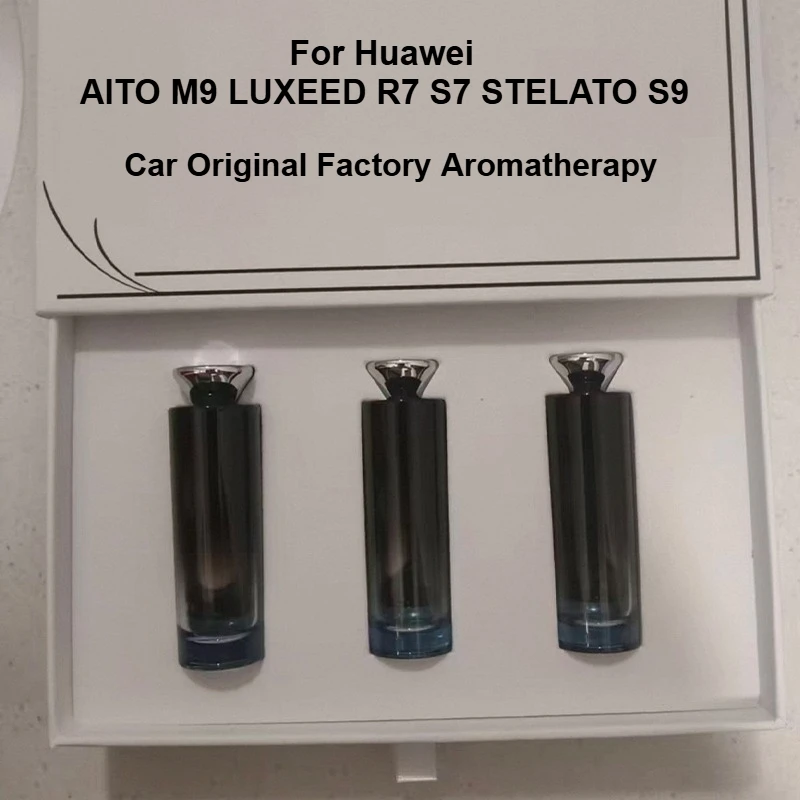 For Huawei
AITO M9 LUXEED R7 S7 STELATO S9
Car Original Factory Aromatherapy